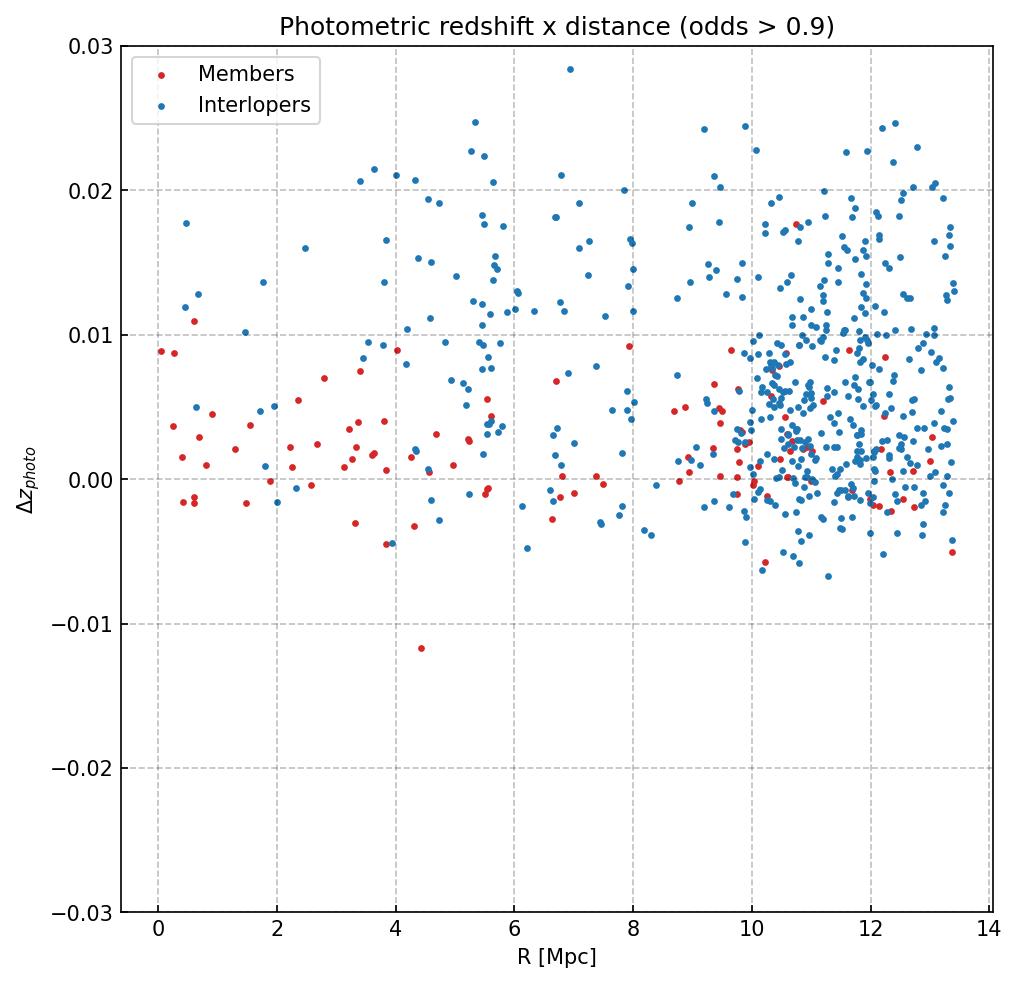 Photometric redshift x distance (odds > 0.9)
Members
Interlopers
0.03
0.02
0.01
0.00
−0.01
−0.02
−0.03
Δz_photo
0 2 4 6 8 10 12 14
R [Mpc]